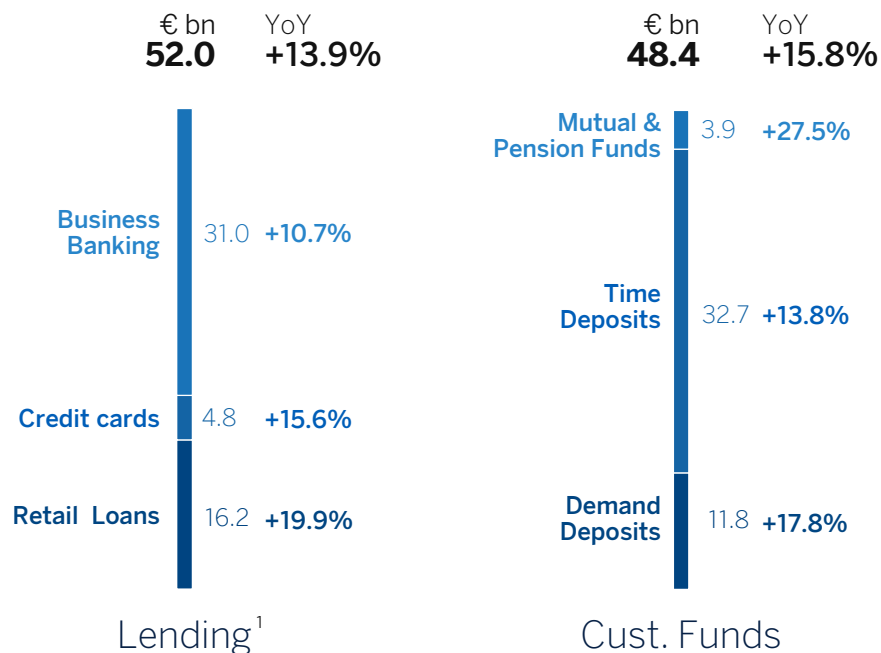 € bn YoY
52.0 +13.9%
Business
Banking
31.0 +10.7%
Credit cards 4.8 +15.6%
Retail Loans 16.2 +19.9%
Lending¹
€ bn YoY
48.4 +15.8%
Mutual &
Pension Funds
3.9 +27.5%
Time
Deposits
32.7 +13.8%
Demand
Deposits
11.8 +17.8%
Cust. Funds